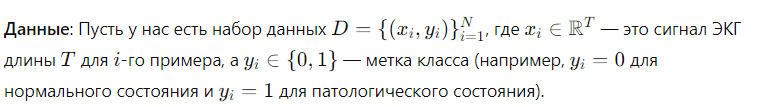 Данные: Пусть у нас есть набор данных $D = \{(x_i, y_i)\}_{i=1}^{N}$, где $x_i \in \mathbb{R}^T$ — это сигнал ЭКГ
длины $T$ для $i$-го примера, а $y_i \in \{0, 1\}$ — метка класса (например, $y_i = 0$ для
нормального состояния и $y_i = 1$ для патологического состояния).